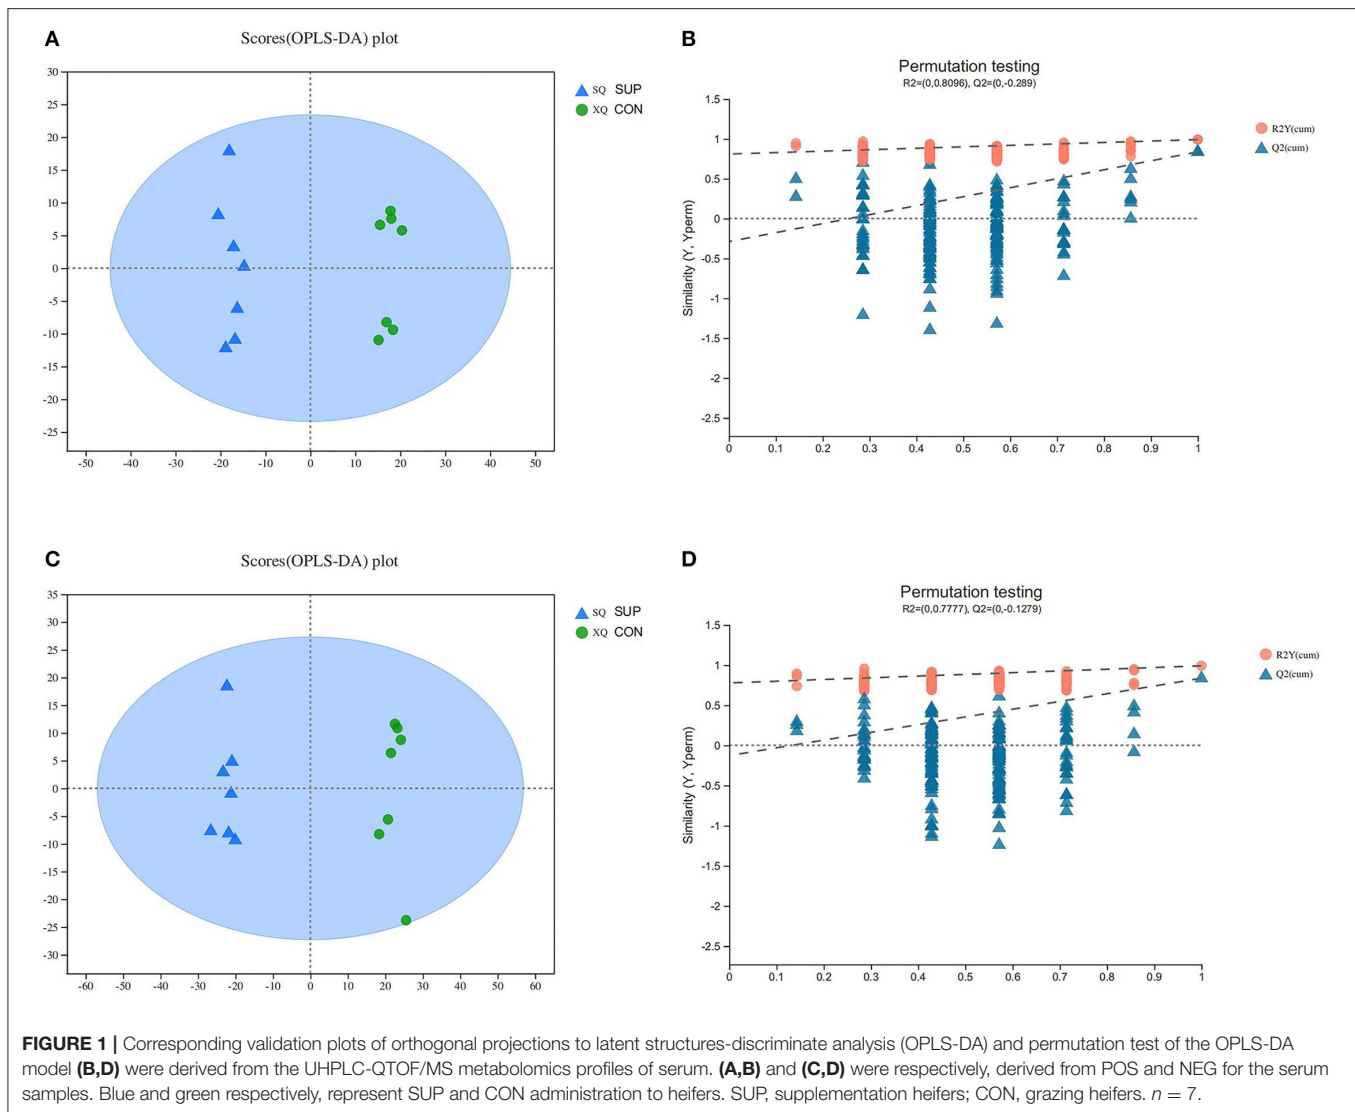 A
Scores(OPLS-DA) plot
30
25
20
15
10
5
0
-5
-10
-15
-20
-25
-50 -40 -30 -20 -10 0 10 20 30 40 50
SQ SUP
XQ CON
B
Permutation testing
R2=(0,0.8096), Q2=(0,-0.289)
Similarity (Y, Yperm)
1.5
1
0.5
0
-0.5
-1
-1.5
-2
-2.5
0 0.1 0.2 0.3 0.4 0.5 0.6 0.7 0.8 0.9 1
R2Y(cum)
Q2(cum)
C
Scores(OPLS-DA) plot
35
30
25
20
15
10
5
0
-5
-10
-15
-20
-25
-30
-60 -50 -40 -30 -20 -10 0 10 20 30 40 50 60
SQ SUP
XQ CON
D
Permutation testing
R2=(0,0.7777), Q2=(0,-0.1279)
Similarity (Y, Yperm)
1.5
1
0.5
0
-0.5
-1
-1.5
-2
-2.5
0 0.1 0.2 0.3 0.4 0.5 0.6 0.7 0.8 0.9 1
R2Y(cum)
Q2(cum)
FIGURE 1 | Corresponding validation plots of orthogonal projections to latent structures-discriminate analysis (OPLS-DA) and permutation test of the OPLS-DA
model (B,D) were derived from the UHPLC-QTOF/MS metabolomics profiles of serum. (A,B) and (C,D) were respectively, derived from POS and NEG for the serum
samples. Blue and green respectively, represent SUP and CON administration to heifers. SUP, supplementation heifers; CON, grazing heifers. n = 7.